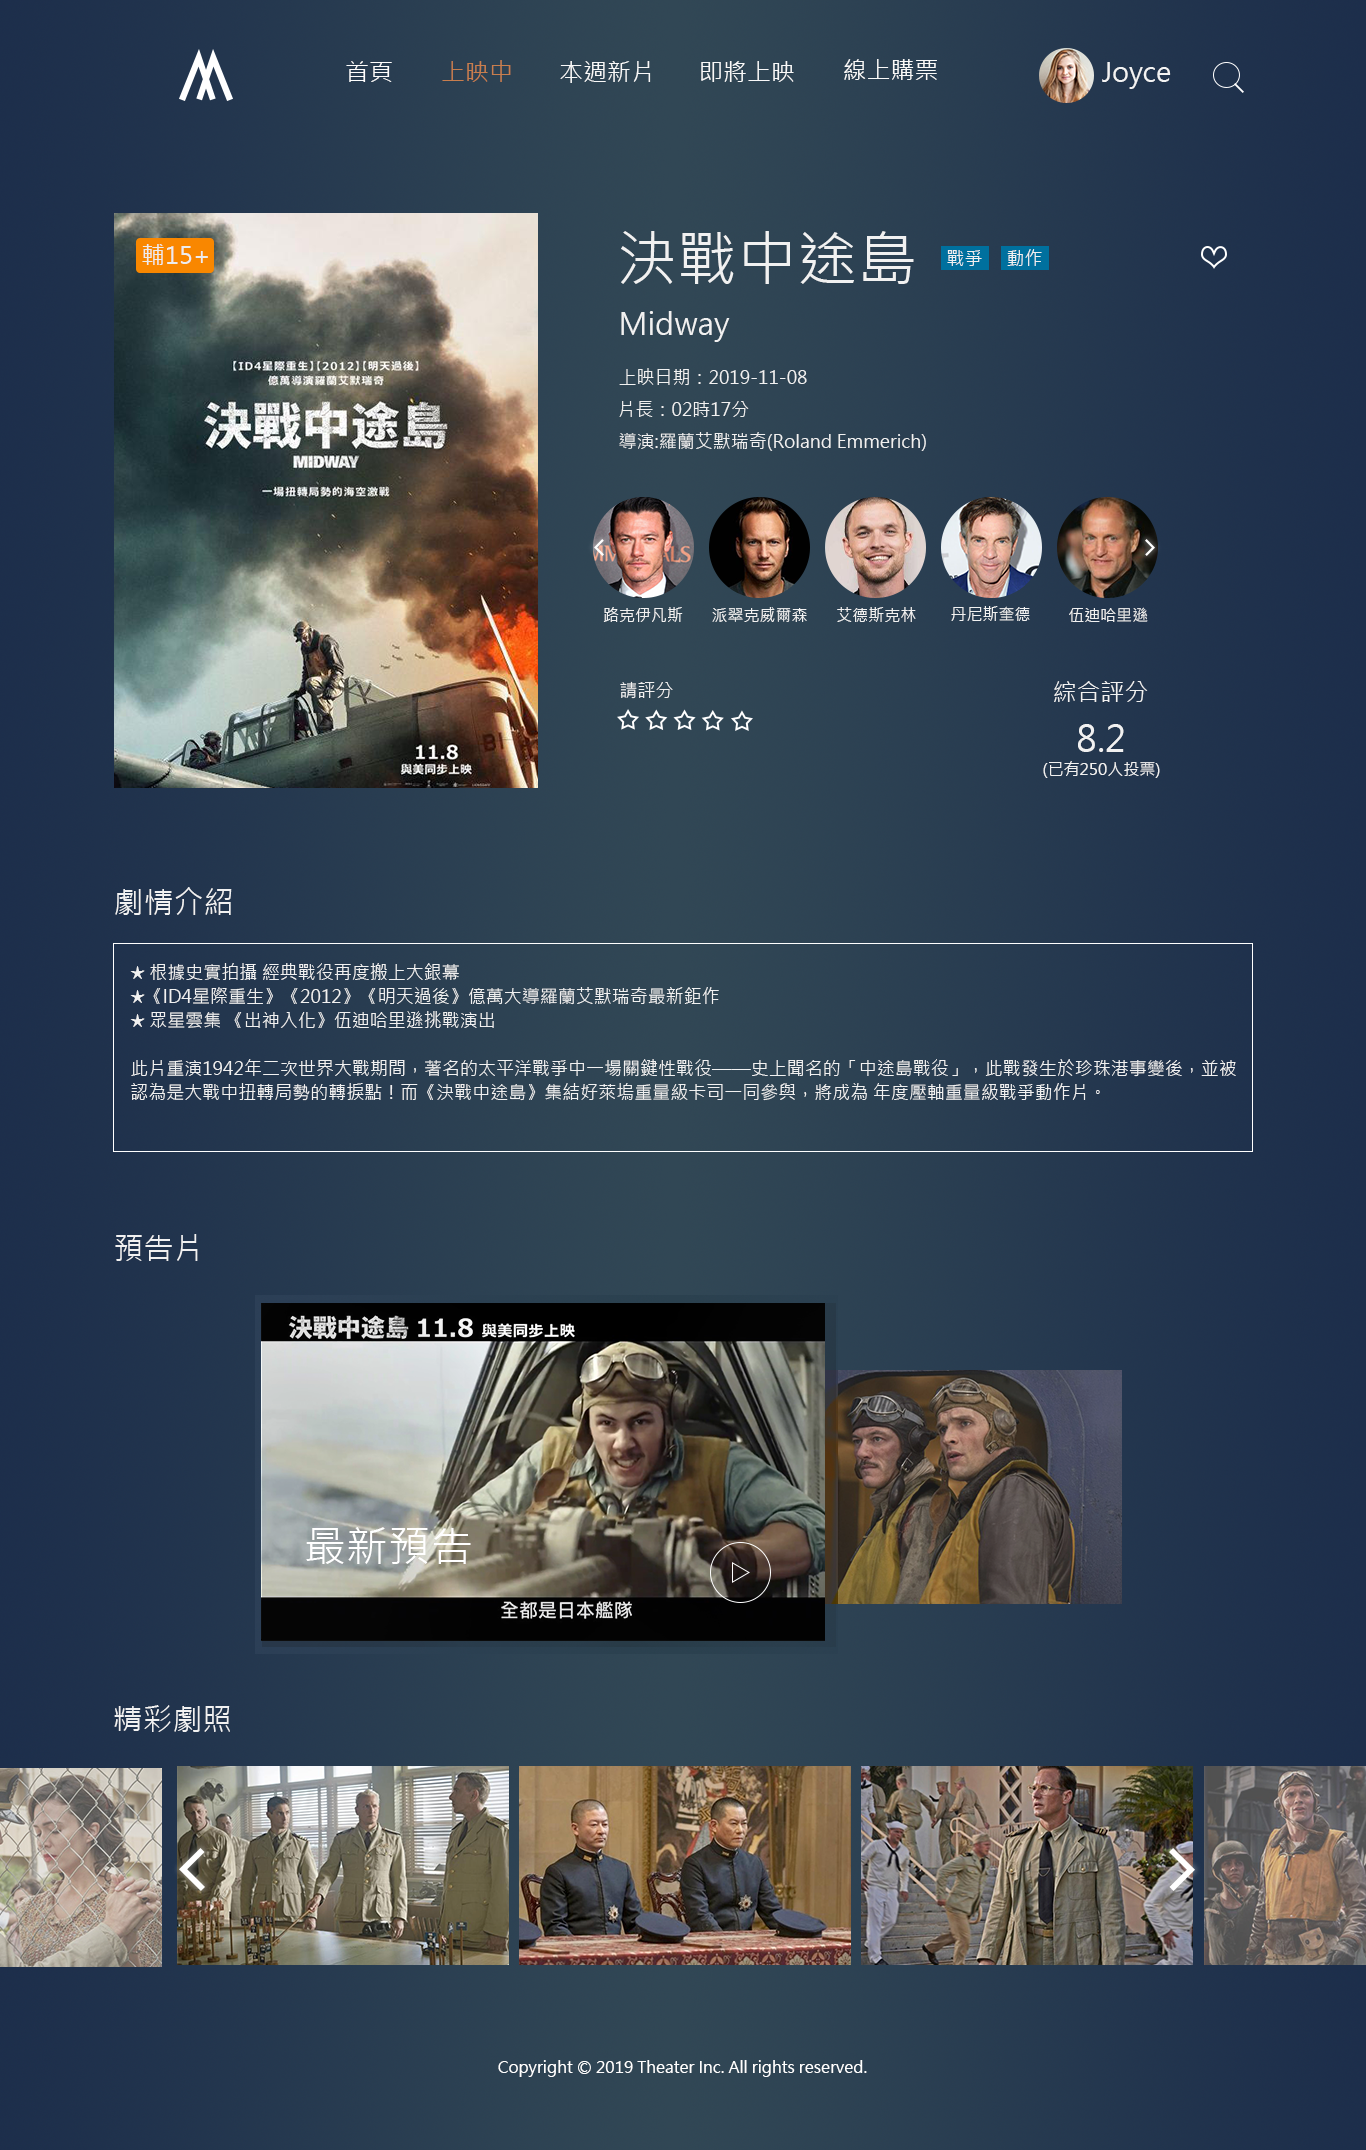 首頁
上映中
本週新片
即將上映
線上購票
Joyce
輔15+
【ID4星際重生】【2012】【明天過後】
億萬導演羅蘭艾默瑞奇
決戰中途島
MIDWAY
一場扭轉局勢的海空激戰
11.8
與美同步上映
決戰中途島
戰爭
動作
Midway
上映日期：2019-11-08
片長：02時17分
導演:羅蘭艾默瑞奇(Roland Emmerich)
路克伊凡斯
派翠克威爾森
艾德斯克林
丹尼斯奎德
伍迪哈里遜
請評分
綜合評分
8.2
(已有250人投票)
劇情介紹
★ 根據史實拍攝 經典戰役再度搬上大銀幕
★《ID4星際重生》《2012》《明天過後》億萬大導羅蘭艾默瑞奇最新鉅作
★ 眾星雲集 《出神入化》伍迪哈里遜挑戰演出
此片重演1942年二次世界大戰期間，著名的太平洋戰爭中一場關鍵性戰役——史上聞名的「中途島戰役」，此戰發生於珍珠港事變後，並被
認為是大戰中扭轉局勢的轉捩點！而《決戰中途島》集結好萊塢重量級卡司一同參與，將成為 年度壓軸重量級戰爭動作片。
預告片
決戰中途島 11.8 與美同步上映
最新預告
全都是日本艦隊
精彩劇照
Copyright © 2019 Theater Inc. All rights reserved.